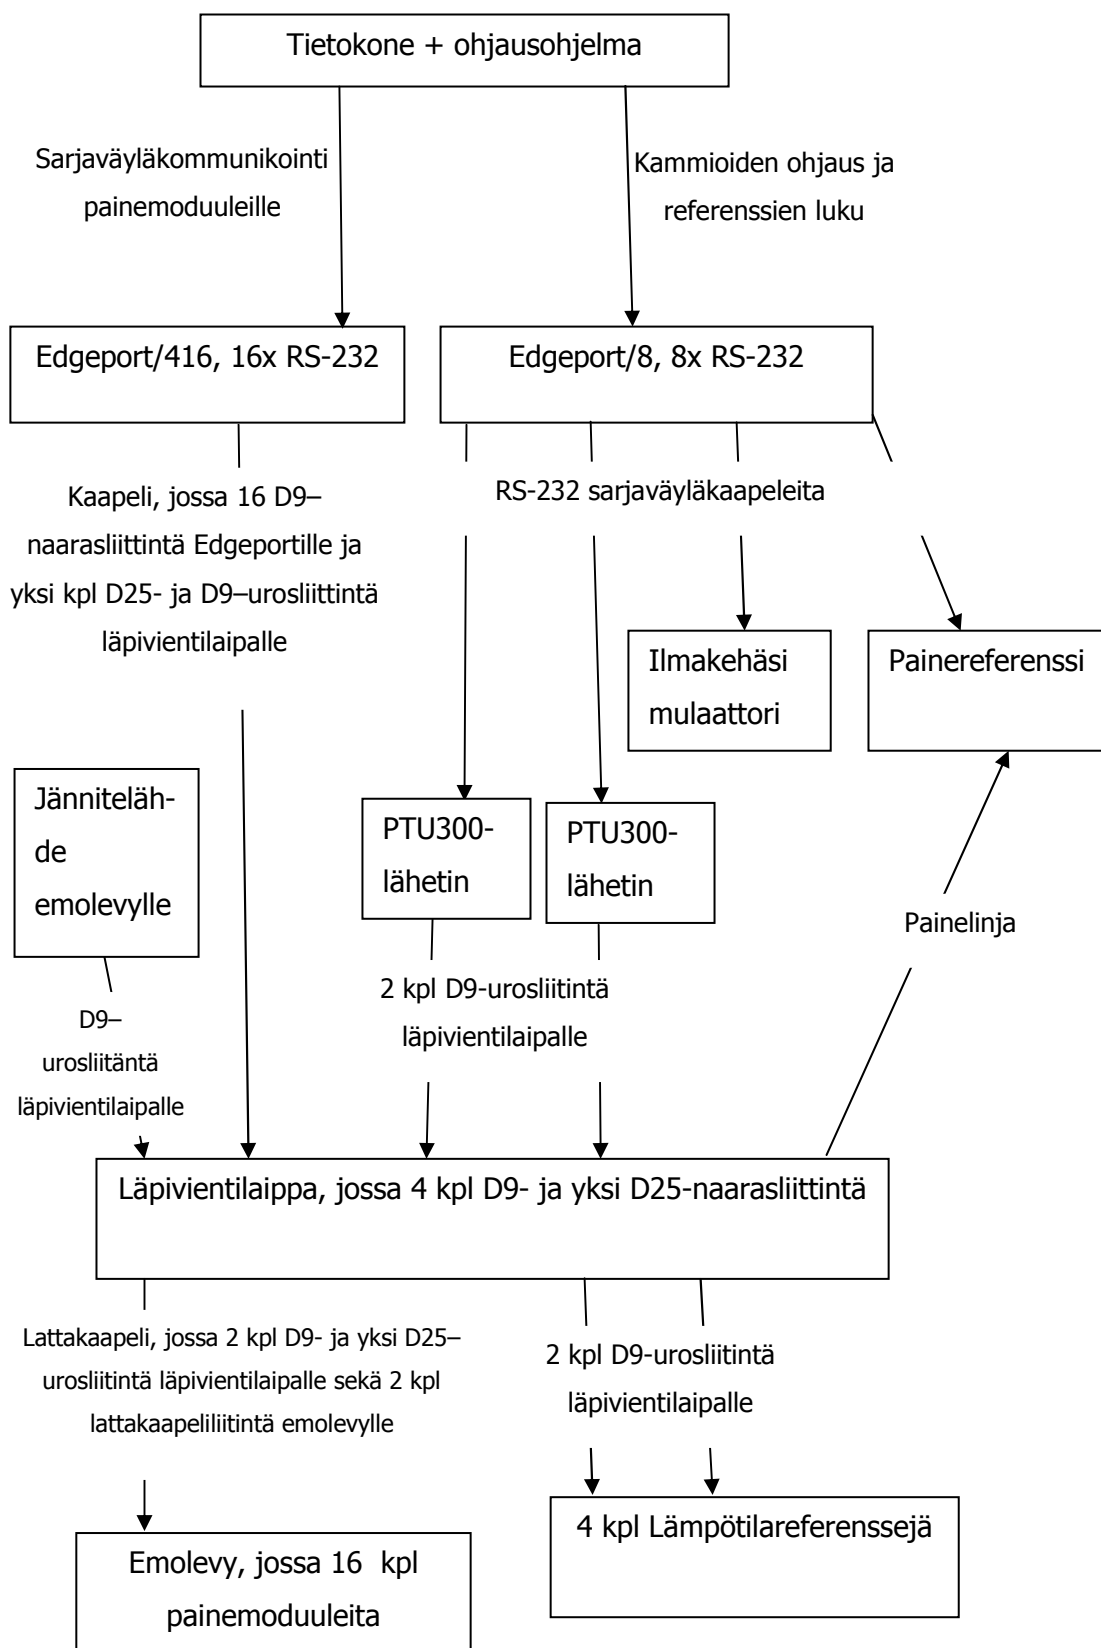 Tietokone + ohjausohjelma
Sarjaväyläkommunikointi
painemoduuleille
Kammioiden ohjaus ja
referenssien luku
Edgeport/416, 16x RS-232
Edgeport/8, 8x RS-232
Kaapeli, jossa 16 D9–
naarasliittintä Edgeportille ja
yksi kpl D25- ja D9–urosliittintä
läpivientilaipalle
RS-232 sarjaväyläkaapeleita
Ilmakehäsi
mulaattori
Painereferenssi
Jänniteläh-
de
emolevylle
PTU300-
lähetin
PTU300-
lähetin
Painelinja
D9–
urosliitäntä
läpivientilaipalle
2 kpl D9-urosliitintä
läpivientilaipalle
Läpivientilaippa, jossa 4 kpl D9- ja yksi D25-naarasliittintä
Lattakaapeli, jossa 2 kpl D9- ja yksi D25–
urosliitintä läpivientilaipalle sekä 2 kpl
lattakaapeliliitintä emolevylle
2 kpl D9-urosliitintä
läpivientilaipalle
4 kpl Lämpötilareferenssejä
Emolevy, jossa 16 kpl
painemoduuleita